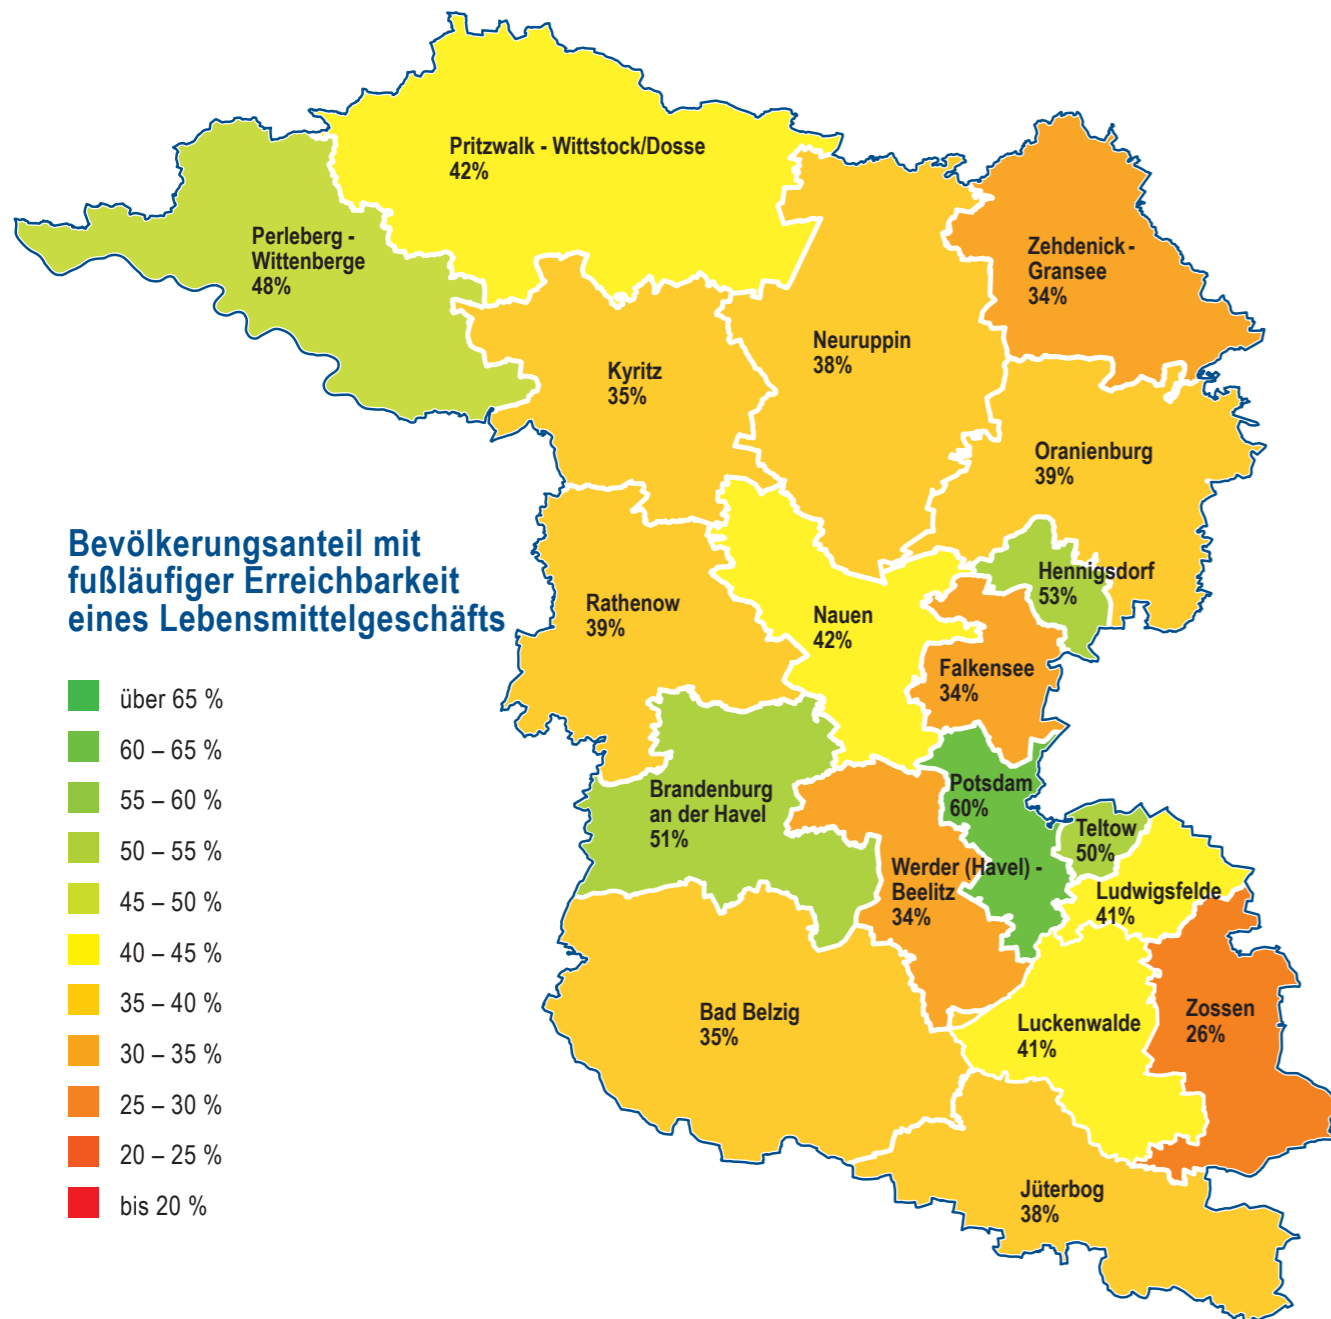 Pritzwalk - Wittstock/Dosse
42%
Perleberg -
Wittenberge
48%
Zehdenick -
Gransee
34%
Neuruppin
38%
Kyritz
35%
Oranienburg
39%
Bevölkerungsanteil mit
fußläufiger Erreichbarkeit
eines Lebensmittelgeschäfts
Hennigsdorf
53%
Rathenow
39%
Nauen
42%
Falkensee
34%
über 65 %
60 – 65 %
55 – 60 %
50 – 55 %
45 – 50 %
40 – 45 %
35 – 40 %
30 – 35 %
25 – 30 %
20 – 25 %
bis 20 %
Brandenburg
an der Havel
51%
Potsdam
60%
Teltow
50%
Werder (Havel) -
Beelitz
34%
Ludwigsfelde
41%
Bad Belzig
35%
Luckenwalde
41%
Zossen
26%
Jüterbog
38%